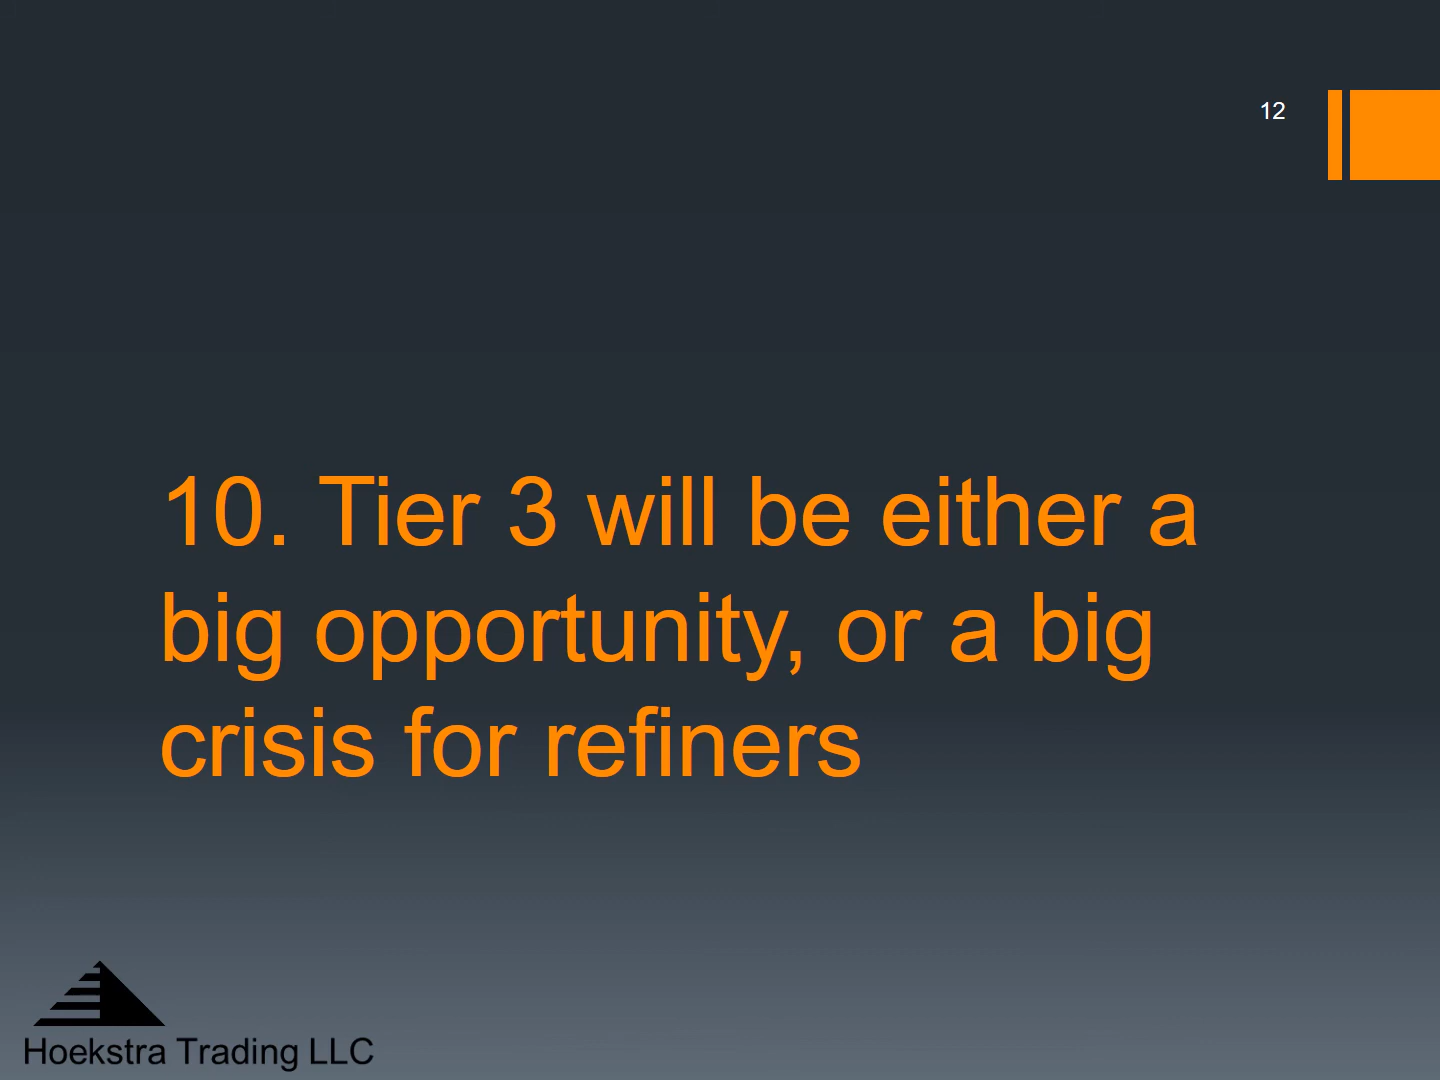 12
10. Tier 3 will be either a
big opportunity, or a big
crisis for refiners
Hoekstra Trading LLC